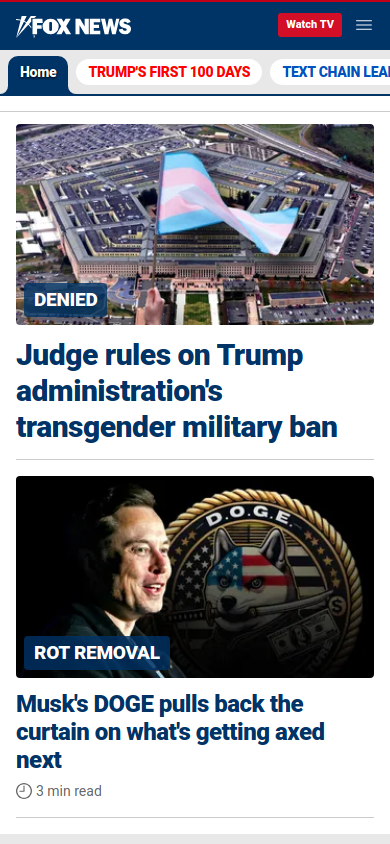 FOX NEWS
Watch TV
Home
TRUMP'S FIRST 100 DAYS
TEXT CHAIN LEA
DENIED
Judge rules on Trump
administration's
transgender military ban
D.O.G.E.
S
ROT REMOVAL
Musk's DOGE pulls back the
curtain on what's getting axed
next
3 min read